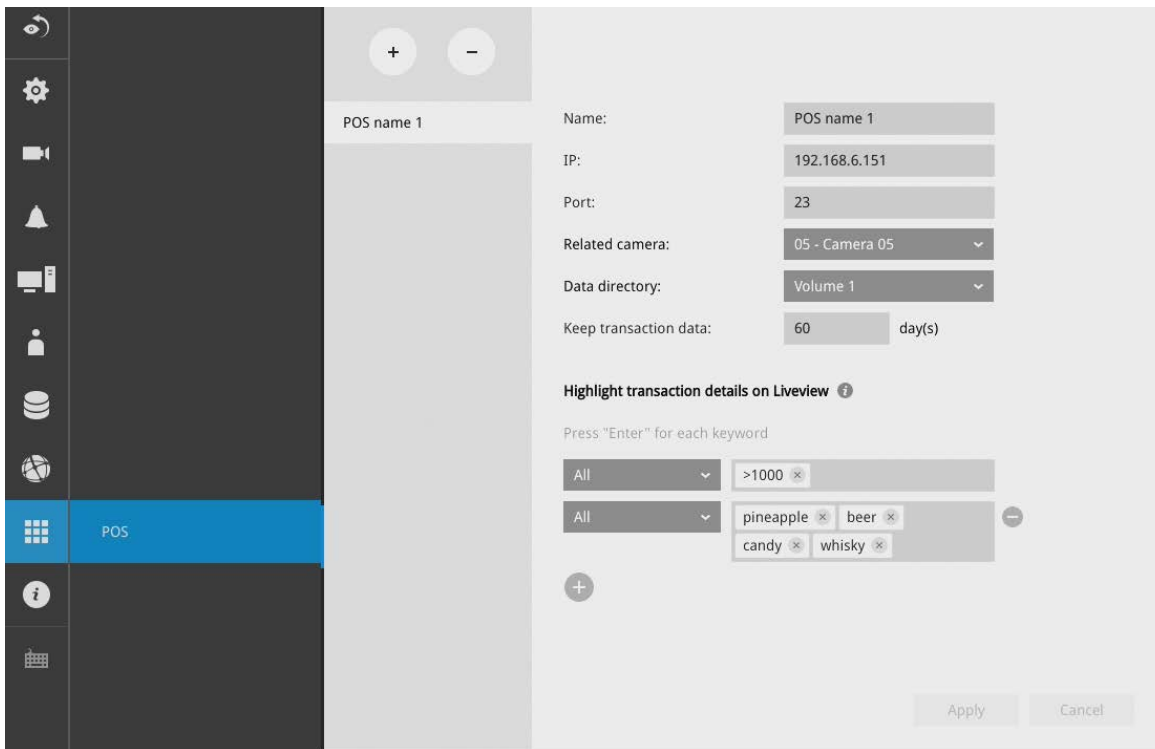 + −
POS name 1
Name: POS name 1
IP: 192.168.6.151
Port: 23
Related camera: 05 - Camera 05
Data directory: Volume 1
Keep transaction data: 60 day(s)
Highlight transaction details on Liveview i
Press "Enter" for each keyword
All >1000 ×
All pineapple × beer ×
candy × whisky ×
POS
Apply Cancel